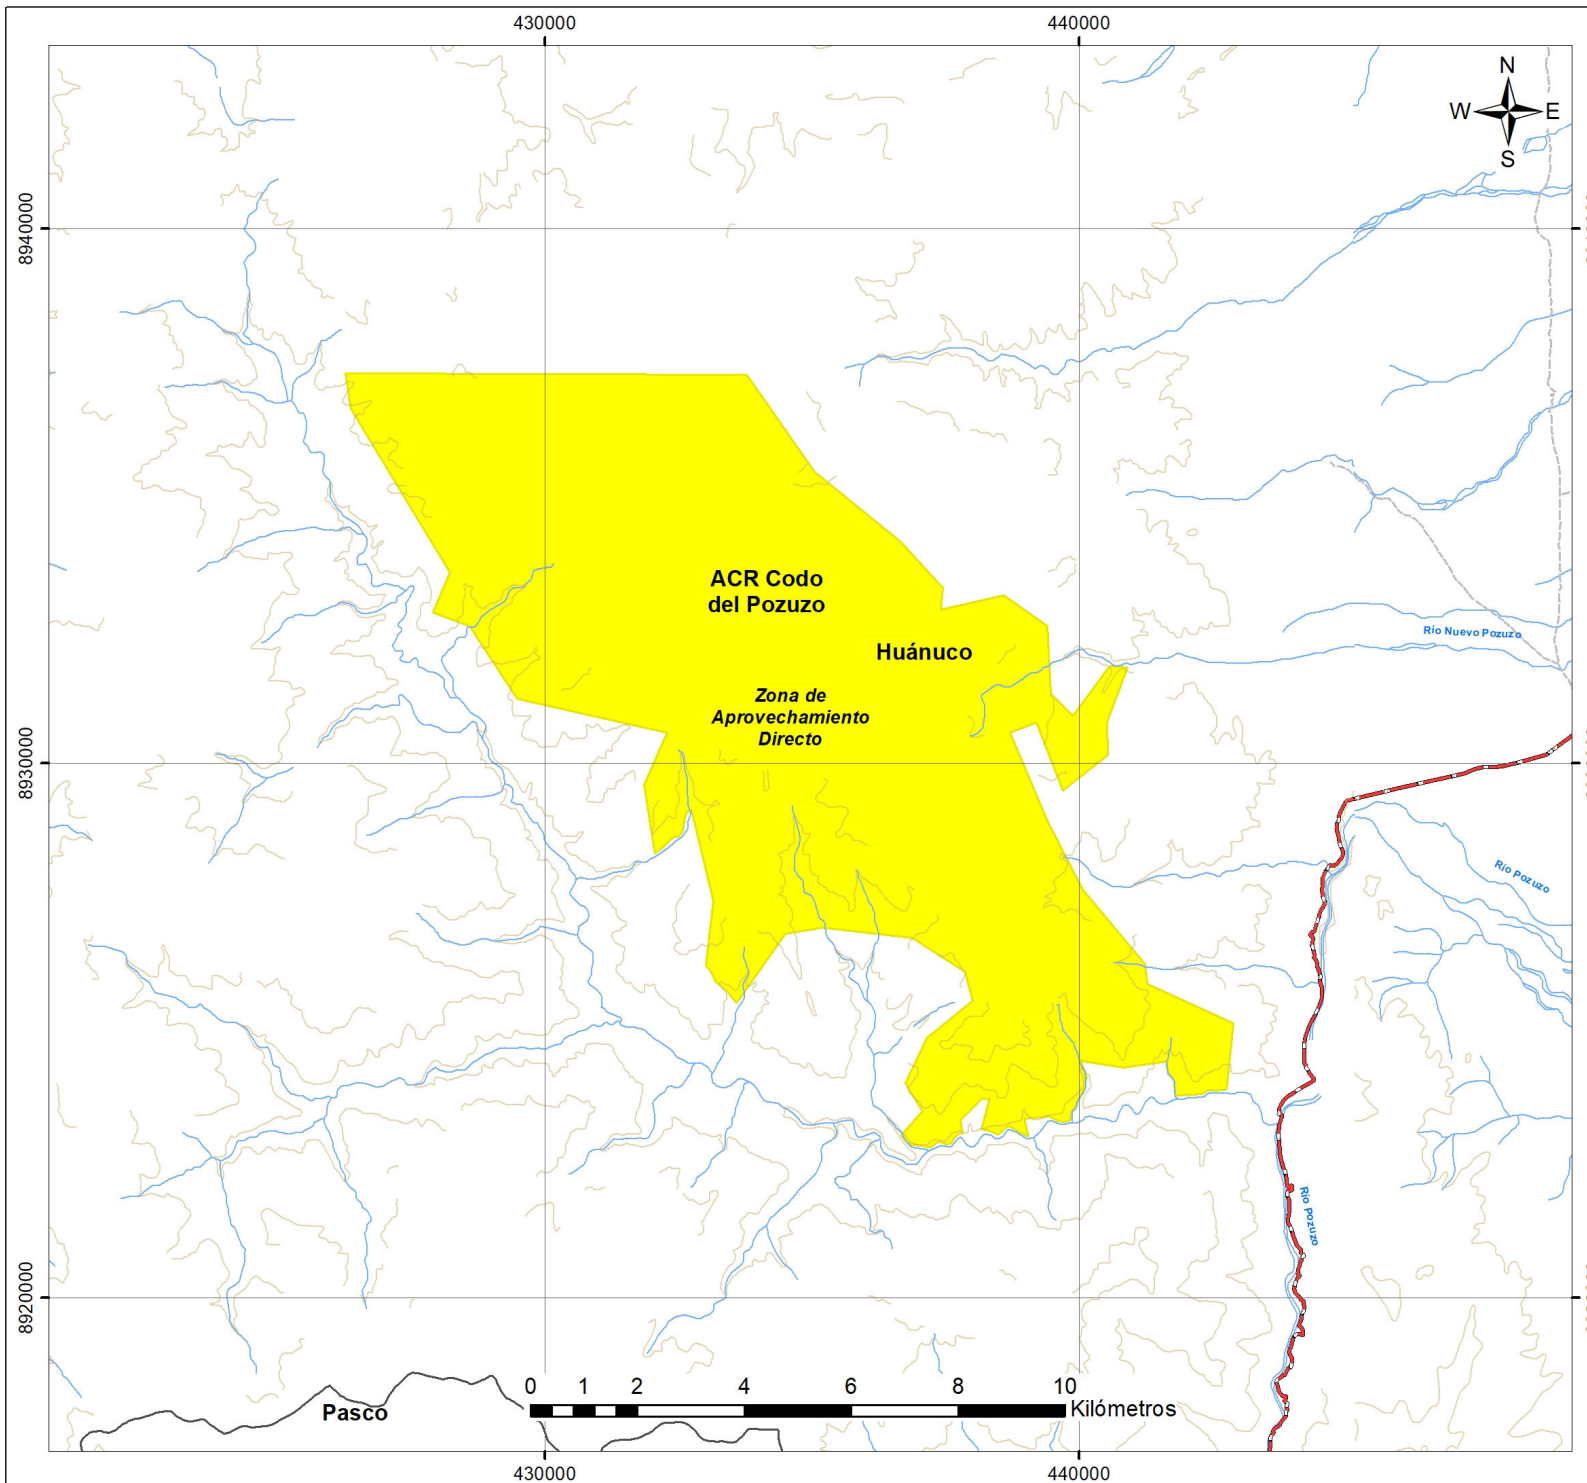 430000
440000
N
W
E
S
8940000
ACR Codo
del Pozuzo
Río Nuevo Pozuzo
Huánuco
Zona de
Aprovechamiento
Directo
8930000
Río Pozuzo
Río Pozuzo
8920000
0 1 2 4 6 8 10
Kilómetros
Pasco
430000
440000